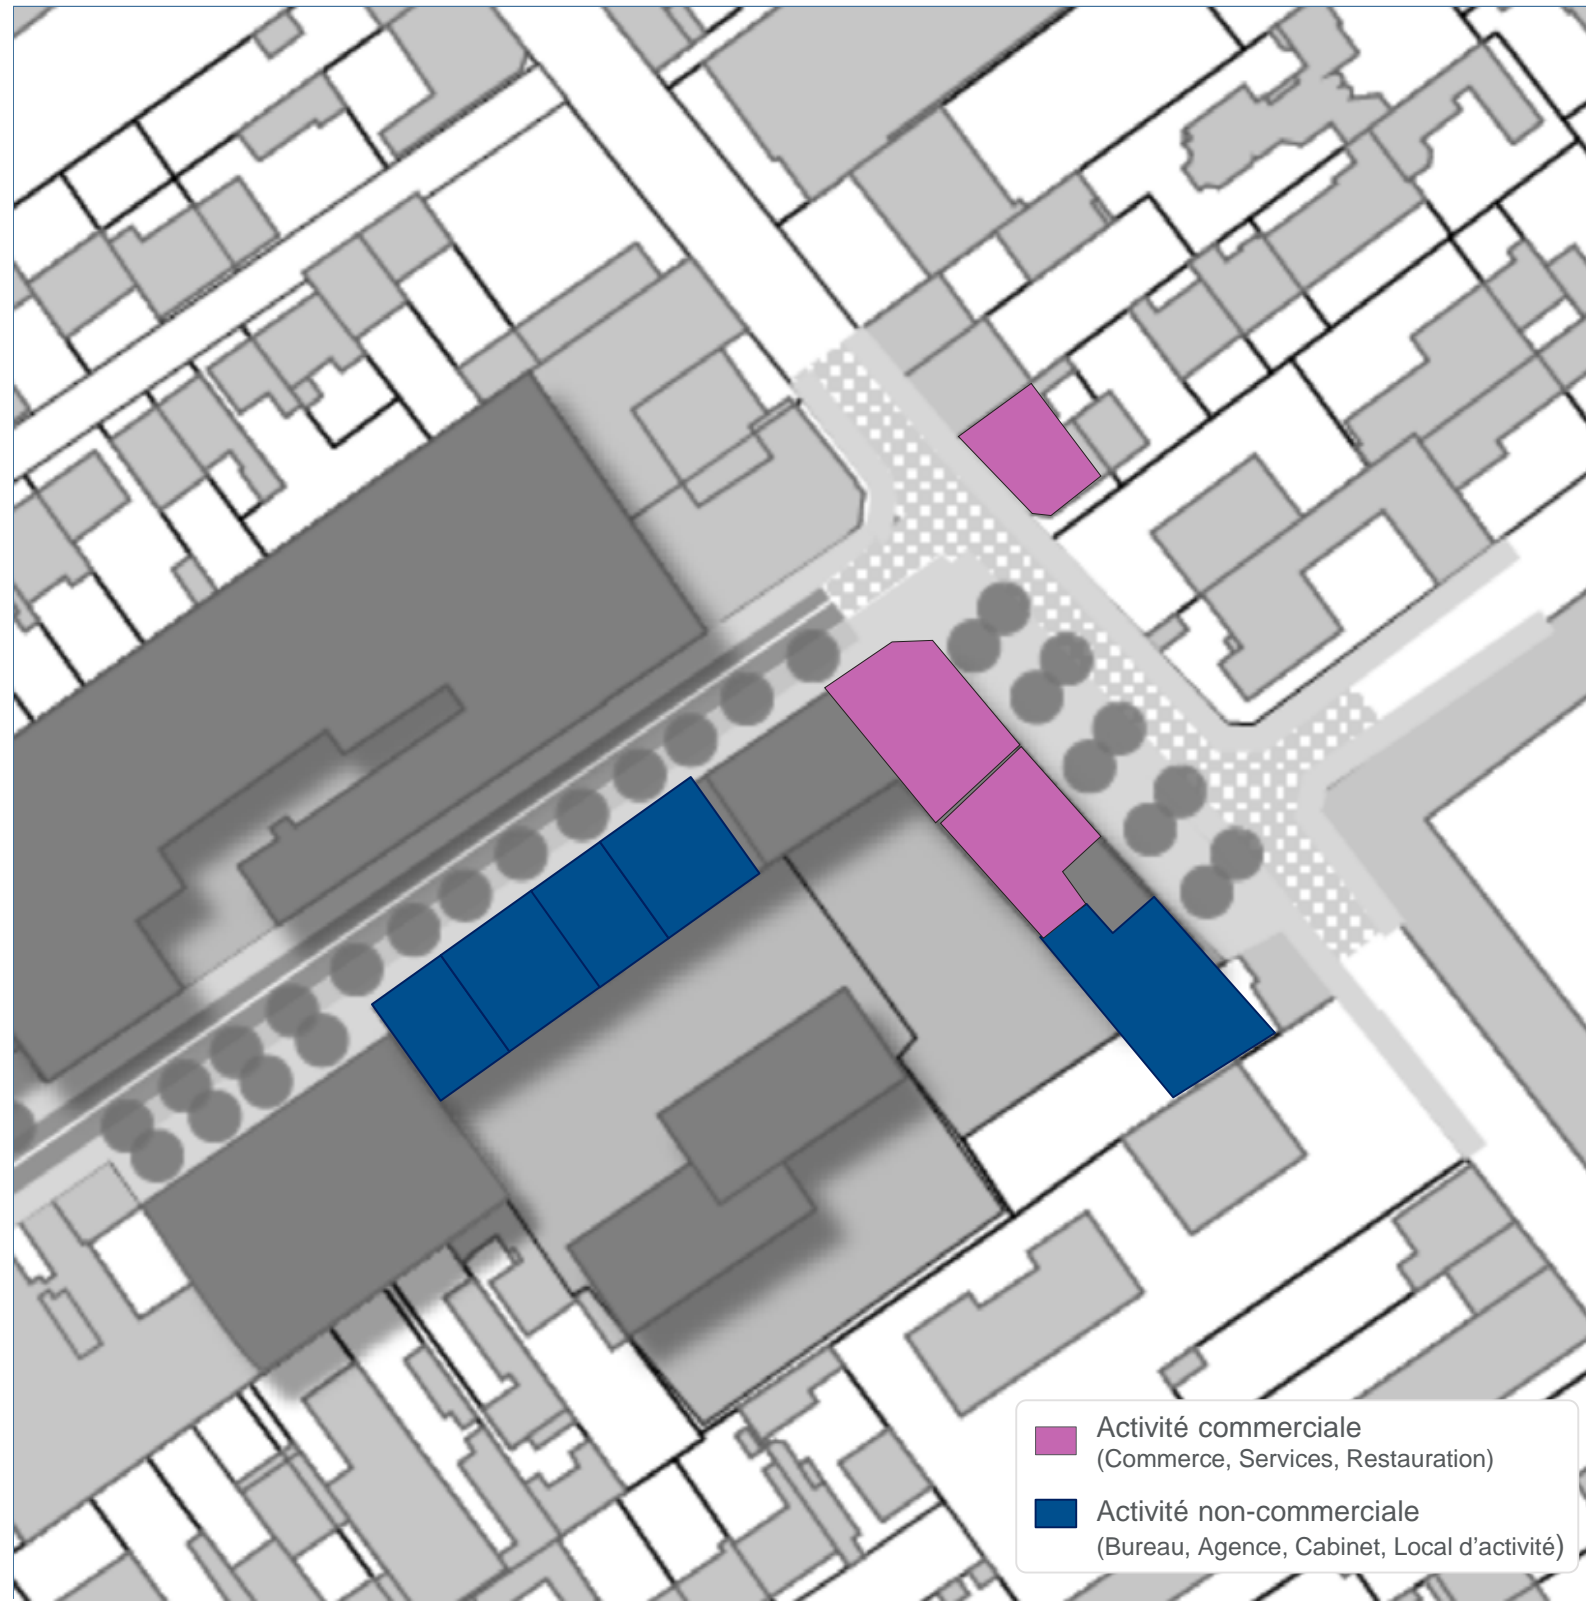 Activité commerciale
(Commerce, Services, Restauration)
Activité non-commerciale
(Bureau, Agence, Cabinet, Local d’activité)